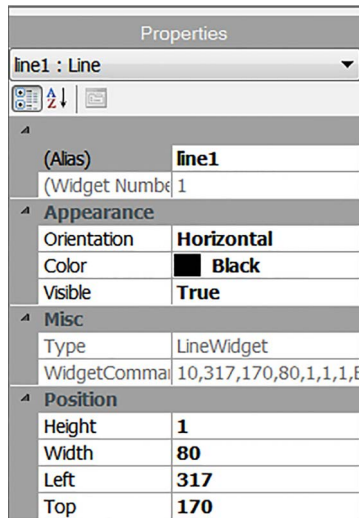 Properties
line1 : Line
A Z
(Alias) line1
(Widget Numbe 1
Appearance
Orientation Horizontal
Color Black
Visible True
Misc
Type LineWidget
WidgetComma 10,317,170,80,1,1,1,
Position
Height 1
Width 80
Left 317
Top 170